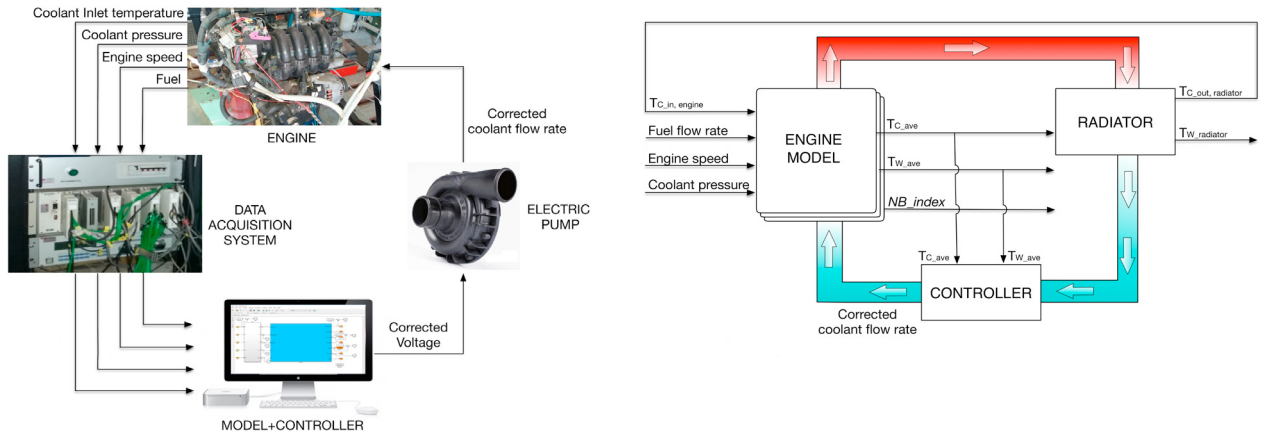 Coolant Inlet temperature
Coolant pressure
Engine speed
Fuel
ENGINE
Corrected
coolant flow rate
DATA
ACQUISITION
SYSTEM
ELECTRIC
PUMP
Corrected
Voltage
MODEL+CONTROLLER
TC_in, engine
Fuel flow rate
Engine speed
Coolant pressure
ENGINE
MODEL
TC_ave
TW_ave
NB_index
RADIATOR
TC_out, radiator
TW_radiator
TC_ave
TW_ave
CONTROLLER
Corrected
coolant flow rate